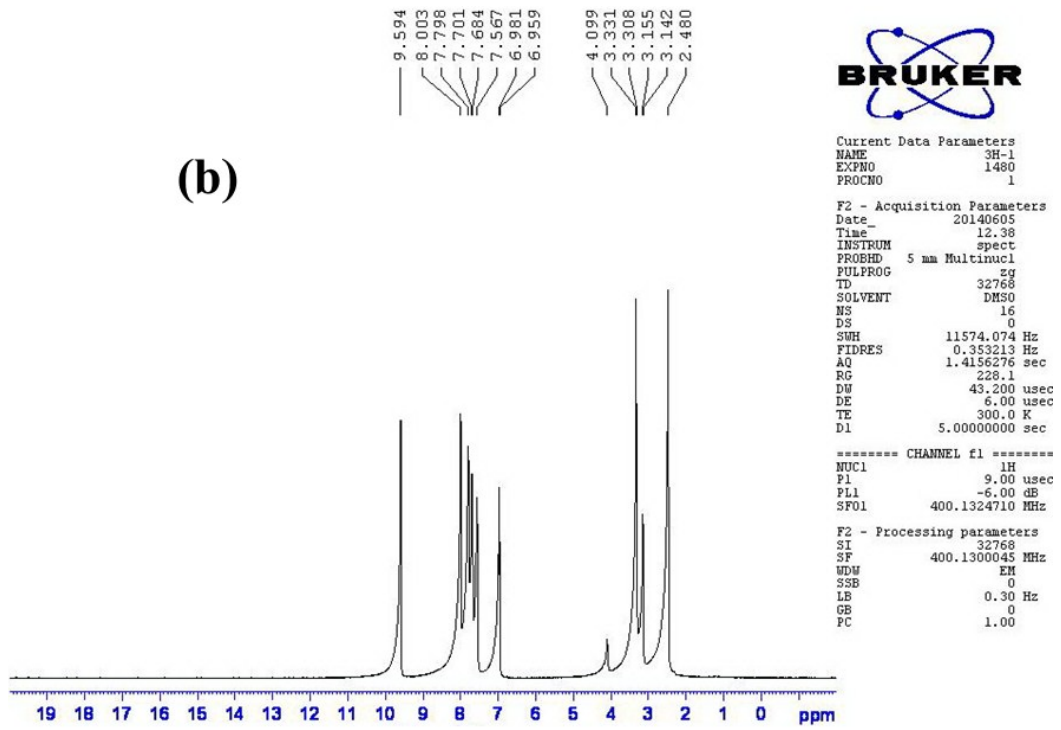 9.594
8.003
7.798
7.701
7.684
7.567
6.981
6.959
4.099
3.331
3.308
3.155
3.142
2.480
BRUKER
(b)
Current Data Parameters
NAME 3H-1
EXPNO 1480
PROCNO 1
F2 - Acquisition Parameters
Date_ 20140605
Time 12.38
INSTRUM spect
PROBHD 5 mm Multinucl
PULPROG zg
TD 32768
SOLVENT DMSO
NS 16
DS 0
SWH 11574.074 Hz
FIDRES 0.353213 Hz
AQ 1.4156276 sec
RG 228.1
DW 43.200 usec
DE 6.00 usec
TE 300.0 K
D1 5.00000000 sec
======== CHANNEL f1 ========
NUC1 1H
P1 9.00 usec
PL1 -6.00 dB
SFO1 400.1324710 MHz
F2 - Processing parameters
SI 32768
SF 400.1300045 MHz
WDW EM
SSB 0
LB 0.30 Hz
GB 0
PC 1.00
19 18 17 16 15 14 13 12 11 10 9 8 7 6 5 4 3 2 1 0 ppm